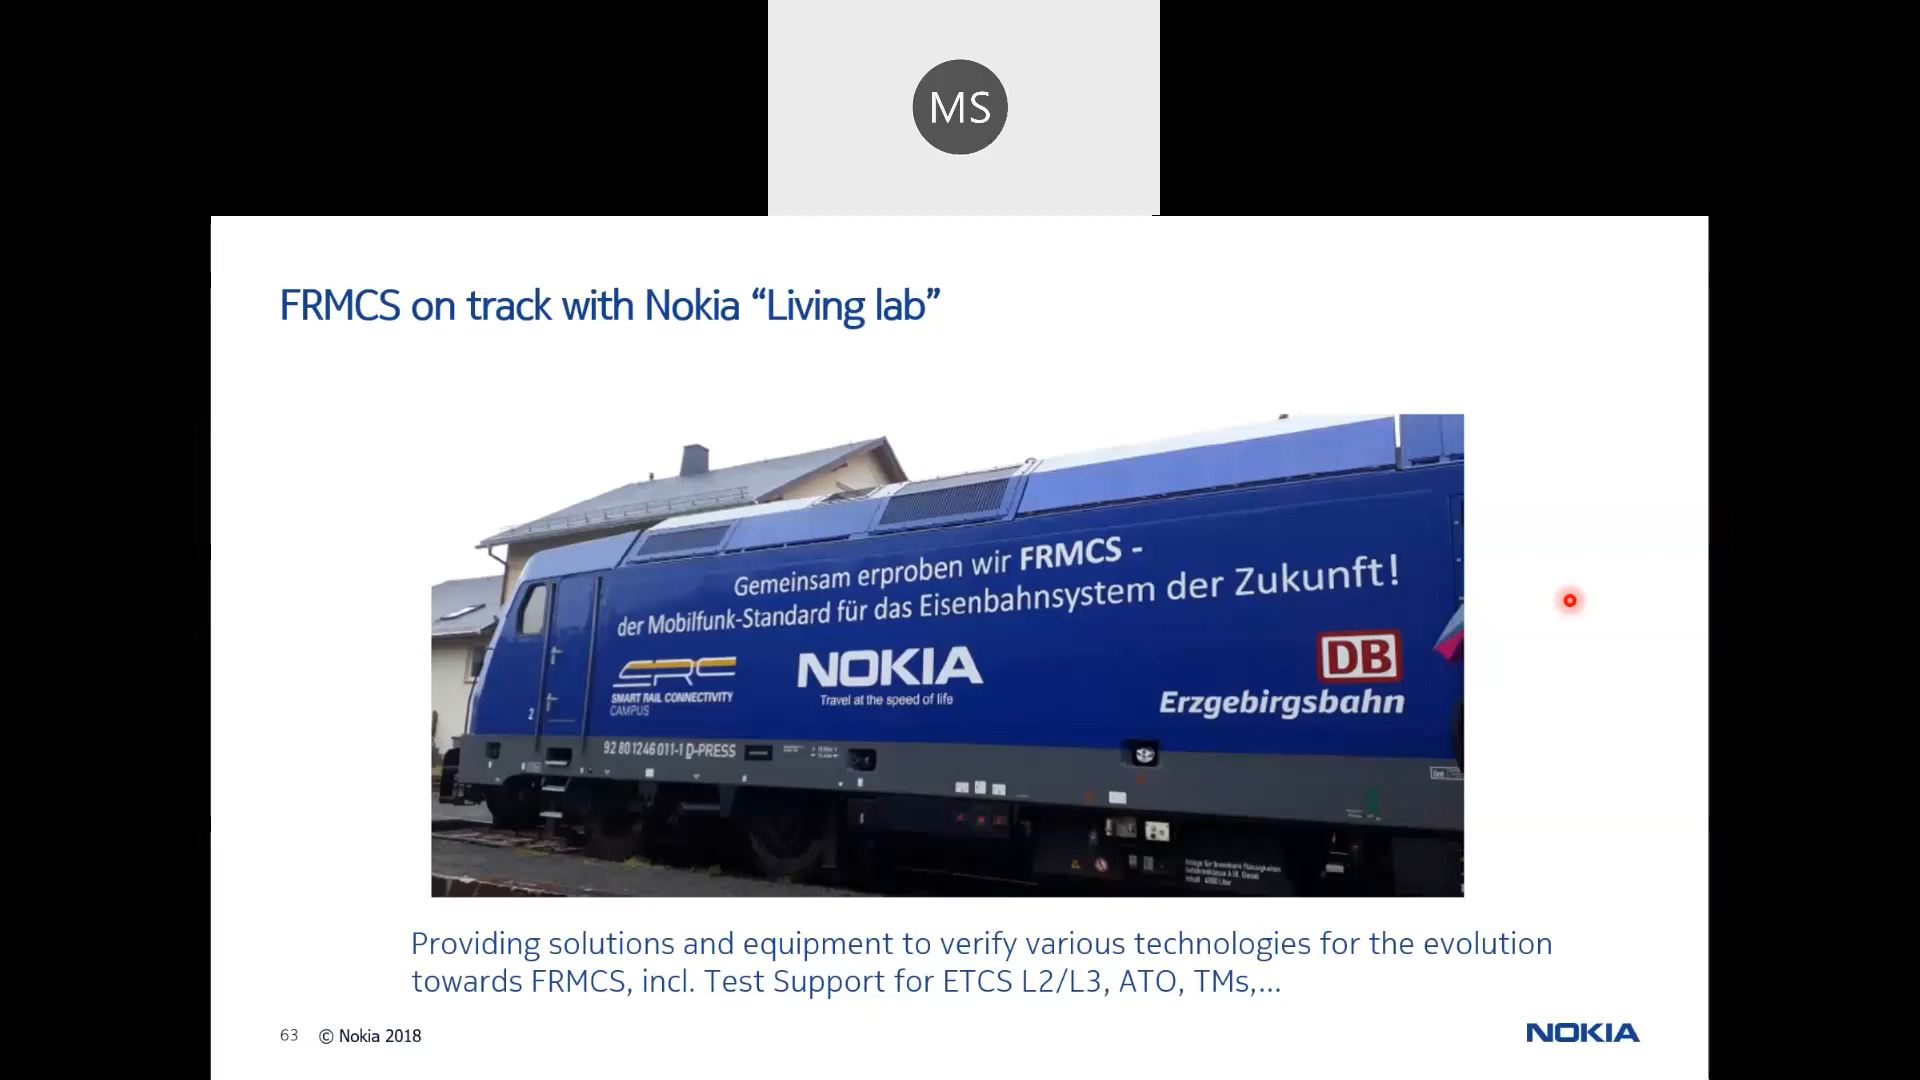 MS
FRMCS on track with Nokia “Living lab”
Gemeinsam erproben wir FRMCS -
der Mobilfunk-Standard für das Eisenbahnsystem der Zukunft!
SRC
SMART RAIL CONNECTIVITY
CAMPUS
NOKIA
Travel at the speed of life
DB
Erzgebirgsbahn
2
92 80 1246 011-1 D-PRESS
Providing solutions and equipment to verify various technologies for the evolution
towards FRMCS, incl. Test Support for ETCS L2/L3, ATO, TMs,...
63 © Nokia 2018
NOKIA